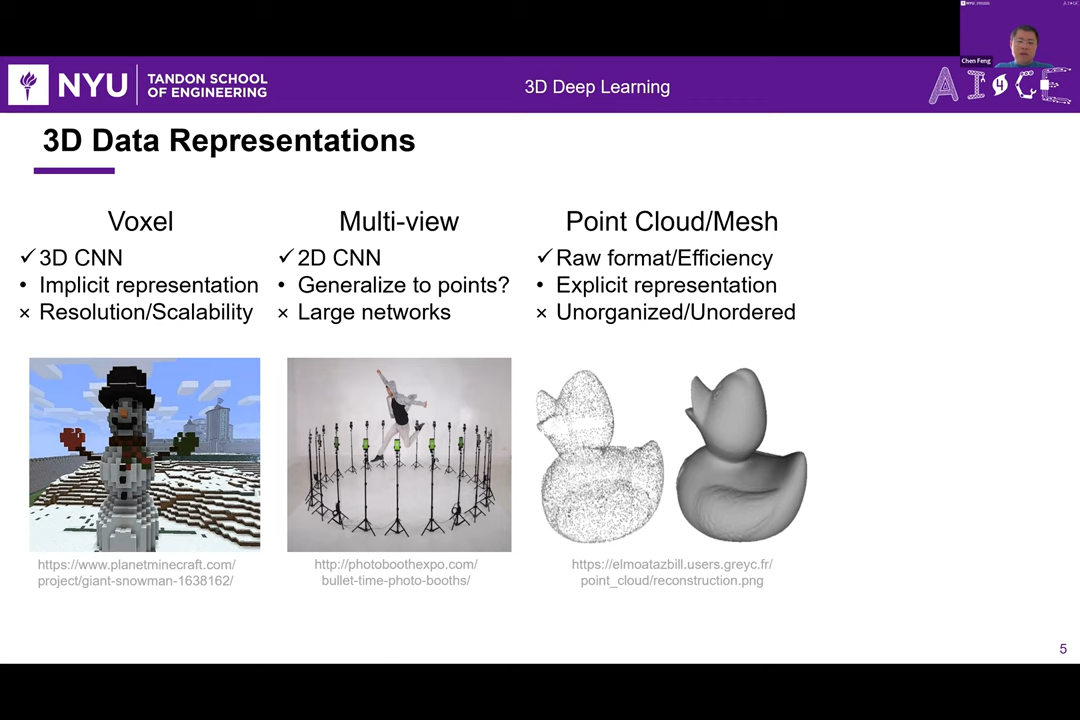 NYU
TANDON SCHOOL
OF ENGINEERING
3D Deep Learning
Chen Feng
3D Data Representations
Voxel
✓ 3D CNN
• Implicit representation
× Resolution/Scalability
https://www.planetminecraft.com/
project/giant-snowman-1638162/
Multi-view
✓ 2D CNN
• Generalize to points?
× Large networks
http://photoboothexpo.com/
bullet-time-photo-booths/
Point Cloud/Mesh
✓ Raw format/Efficiency
• Explicit representation
× Unorganized/Unordered
https://elmoatazbill.users.greyc.fr/
point_cloud/reconstruction.png
AI4CE
5